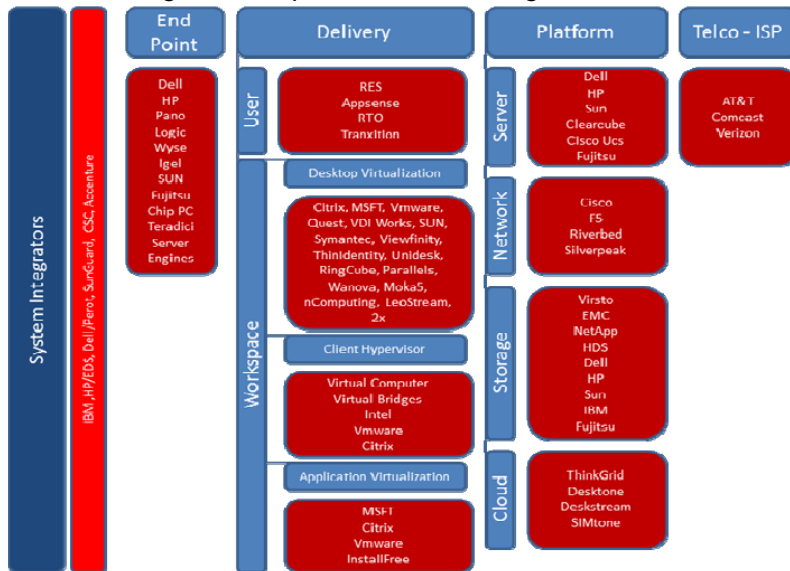 System Integrators
IBM ,HP/EDS, Dell/Perot, SunGuard, CSC, Accenture
End
Point
Dell
HP
Pano
Logic
Wyse
Igel
SUN
Fujitsu
Chip PC
Teradici
Server
Engines
Delivery
User
RES
Appsense
RTO
Tranxition
Workspace
Desktop Virtualization
Citrix, MSFT, Vmware,
Quest, VDI Works, SUN,
Symantec, Viewfinity,
ThinIdentity, Unidesk,
RingCube, Parallels,
Wanova, Moka5,
nComputing, LeoStream,
2x
Client Hypervisor
Virtual Computer
Virtual Bridges
Intel
Vmware
Citrix
Application Virtualization
MSFT
Citrix
Vmware
InstallFree
Platform
Server
Dell
HP
Sun
Clearcube
Cisco Ucs
Fujitsu
Network
Cisco
F5
Riverbed
Silverpeak
Storage
Virsto
EMC
NetApp
HDS
Dell
HP
Sun
IBM
Fujitsu
Cloud
ThinkGrid
Desktone
Deskstream
SIMtone
Telco - ISP
AT&T
Comcast
Verizon